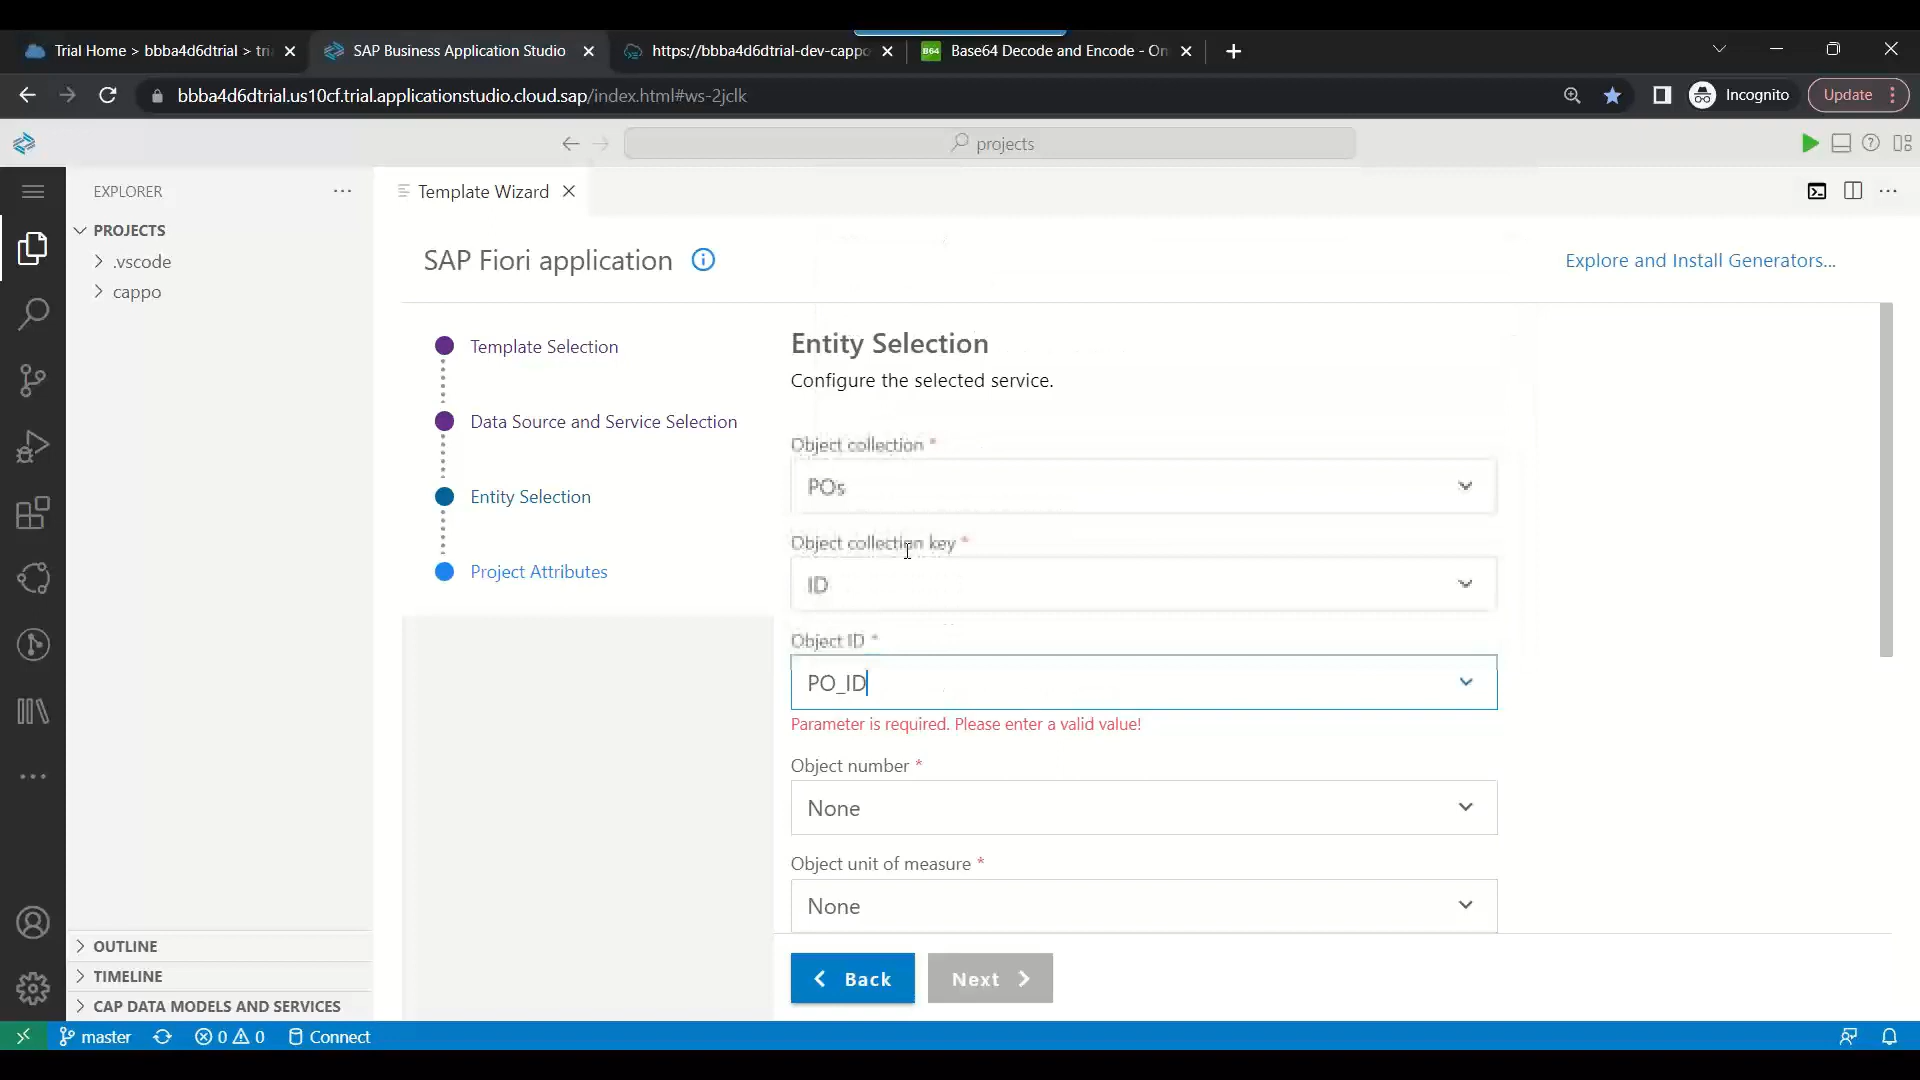 Trial Home > bbba4d6dtrial > tri
SAP Business Application Studio
https://bbba4d6dtrial-dev-cappo
B64
Base64 Decode and Encode - On
bbba4d6dtrial.us10cf.trial.applicationstudio.cloud.sap/index.html#ws-2jclk
Incognito
Update
projects
EXPLORER
Template Wizard
PROJECTS
.vscode
cappo
SAP Fiori application
Explore and Install Generators...
Template Selection
Data Source and Service Selection
Entity Selection
Project Attributes
Entity Selection
Configure the selected service.
Object collection *
POs
Object collection key *
ID
Object ID *
PO_ID
Parameter is required. Please enter a valid value!
Object number *
None
Object unit of measure *
None
Back
Next
OUTLINE
TIMELINE
CAP DATA MODELS AND SERVICES
master
0
0
Connect